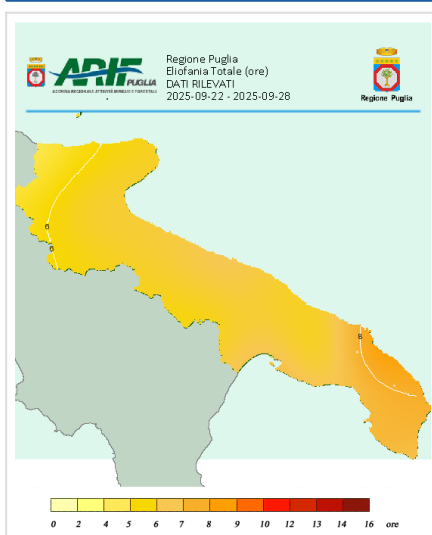 ARIF PUGLIA
Regione Puglia
Eliofania Totale (ore)
DATI RILEVATI
2025-09-22 - 2025-09-28
Regione Puglia
6
6
8
0 2 4 5 6 7 8 9 10 12 13 14 16 ore